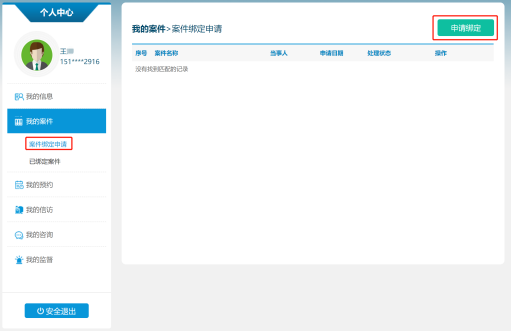 个人中心
王
151****2916
我的信息
我的案件
案件绑定申请
已绑定案件
我的预约
我的信访
我的咨询
我的监督
安全退出
我的案件>案件绑定申请
申请绑定
序号 案件名称 当事人 申请日期 处理状态 操作
没有找到匹配的记录